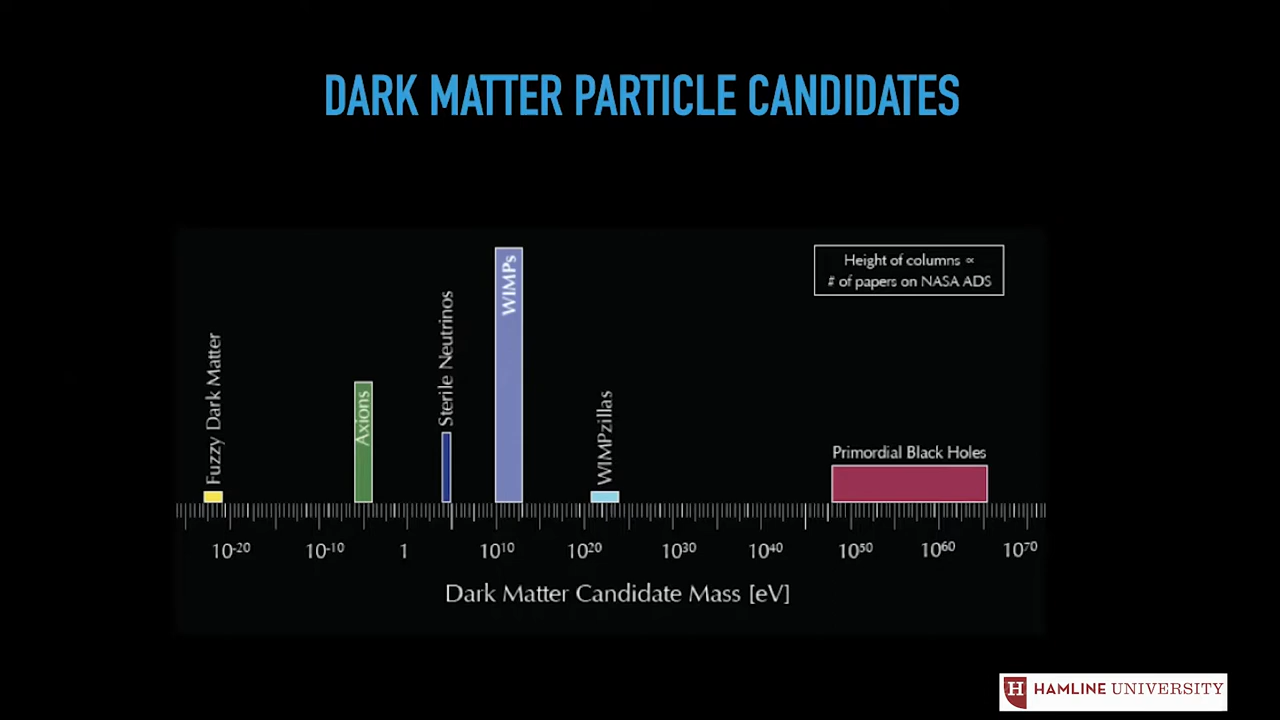 DARK MATTER PARTICLE CANDIDATES
Height of columns ∝
# of papers on NASA ADS
Fuzzy Dark Matter
Axions
Sterile Neutrinos
WIMPs
WIMPzillas
Primordial Black Holes
10⁻²⁰ 10⁻¹⁰ 1 10¹⁰ 10²⁰ 10³⁰ 10⁴⁰ 10⁵⁰ 10⁶⁰ 10⁷⁰
Dark Matter Candidate Mass [eV]
H HAMLINE UNIVERSITY